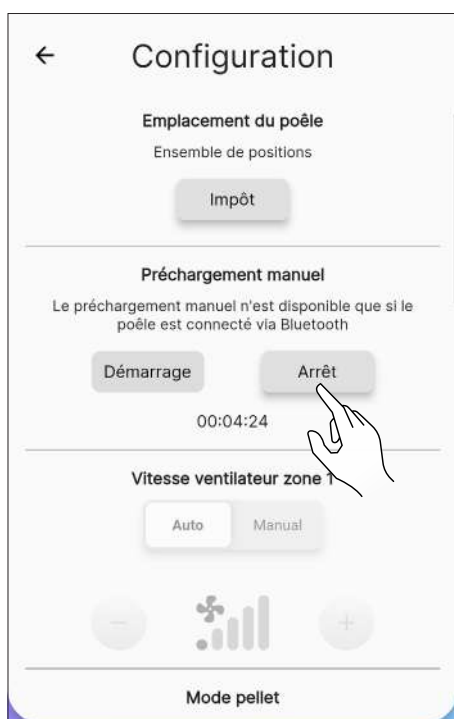 Configuration
Emplacement du poêle
Ensemble de positions
Impôt
Préchargement manuel
Le préchargement manuel n'est disponible que si le
poêle est connecté via Bluetooth
Démarrage Arrêt
00:04:24
Vitesse ventilateur zone 1
Auto Manual
Mode pellet